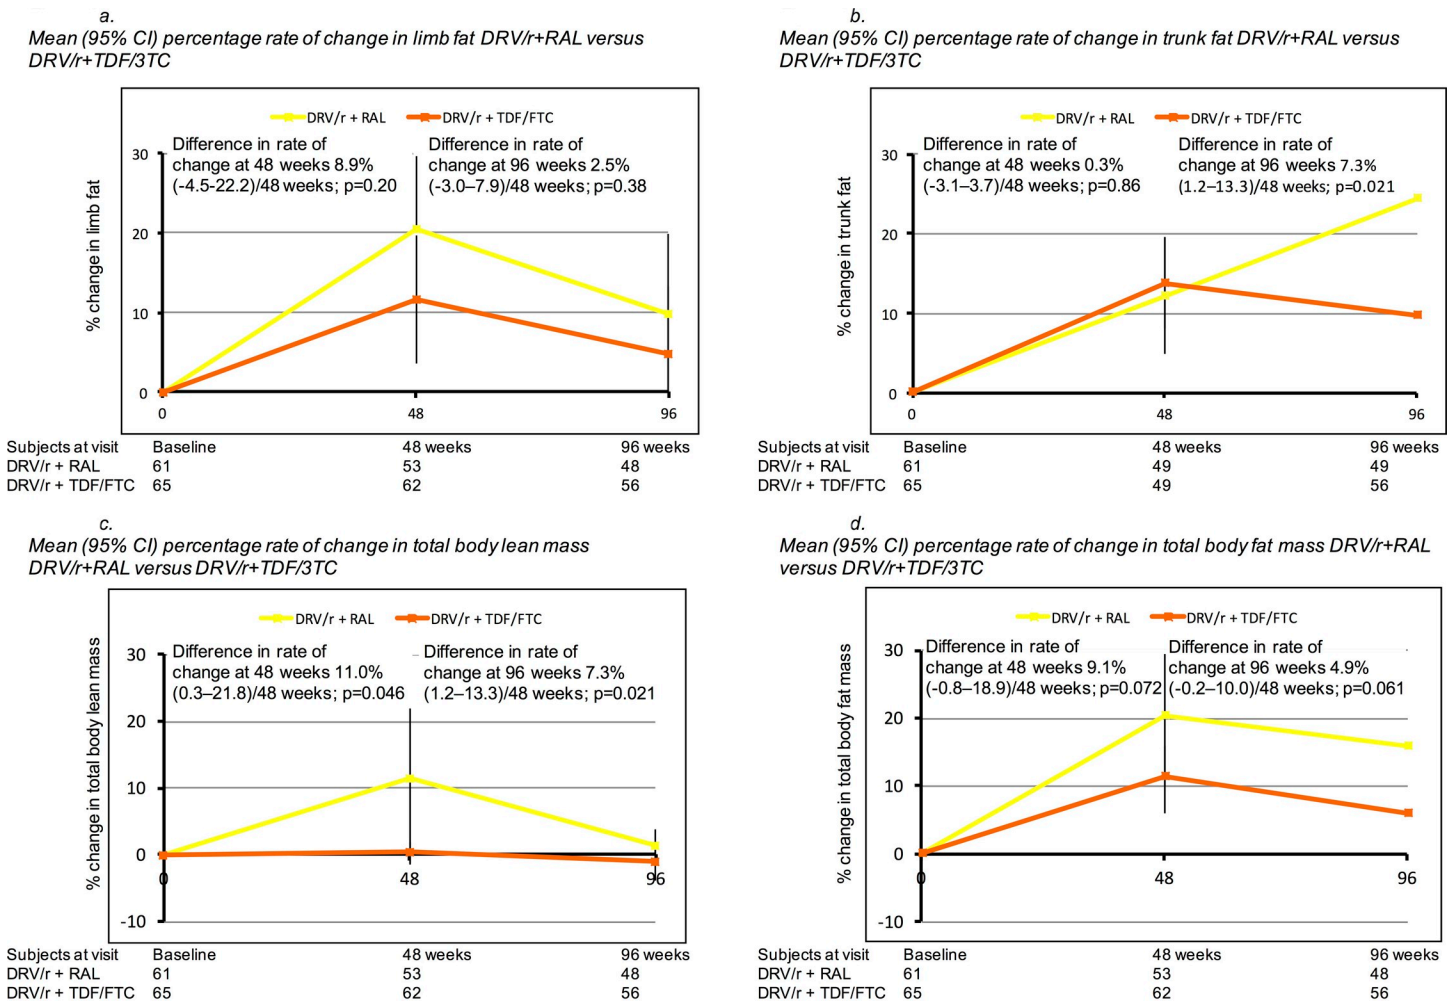 a.
Mean (95% CI) percentage rate of change in limb fat DRV/r+RAL versus
DRV/r+TDF/3TC
DRV/r + RAL DRV/r + TDF/FTC
Difference in rate of
change at 48 weeks 8.9%
(-4.5-22.2)/48 weeks; p=0.20
Difference in rate of
change at 96 weeks 2.5%
(-3.0–7.9)/48 weeks; p=0.38
% change in limb fat
30
20
10
0
0 48 96
Subjects at visit Baseline 48 weeks 96 weeks
DRV/r + RAL 61 53 48
DRV/r + TDF/FTC 65 62 56
b.
Mean (95% CI) percentage rate of change in trunk fat DRV/r+RAL versus
DRV/r+TDF/3TC
DRV/r + RAL DRV/r + TDF/FTC
Difference in rate of
change at 48 weeks 0.3%
(-3.1–3.7)/48 weeks; p=0.86
Difference in rate of
change at 96 weeks 7.3%
(1.2–13.3)/48 weeks; p=0.021
% change in trunk fat
30
20
10
0
0 48 96
Subjects at visit Baseline 48 weeks 96 weeks
DRV/r + RAL 61 49 49
DRV/r + TDF/FTC 65 49 56
c.
Mean (95% CI) percentage rate of change in total body lean mass
DRV/r+RAL versus DRV/r+TDF/3TC
DRV/r + RAL DRV/r + TDF/FTC
Difference in rate of
change at 48 weeks 11.0%
(0.3–21.8)/48 weeks; p=0.046
Difference in rate of
change at 96 weeks 7.3%
(1.2–13.3)/48 weeks; p=0.021
% change in total body lean mass
30
20
10
0
-10
0 48 96
Subjects at visit Baseline 48 weeks 96 weeks
DRV/r + RAL 61 53 48
DRV/r + TDF/FTC 65 62 56
d.
Mean (95% CI) percentage rate of change in total body fat mass DRV/r+RAL
versus DRV/r+TDF/3TC
DRV/r + RAL DRV/r + TDF/FTC
Difference in rate of
change at 48 weeks 9.1%
(-0.8–18.9)/48 weeks; p=0.072
Difference in rate of
change at 96 weeks 4.9%
(-0.2–10.0)/48 weeks; p=0.061
% change in total body fat mass
30
20
10
0
-10
0 48 96
Subjects at visit Baseline 48 weeks 96 weeks
DRV/r + RAL 61 53 48
DRV/r + TDF/FTC 65 62 56